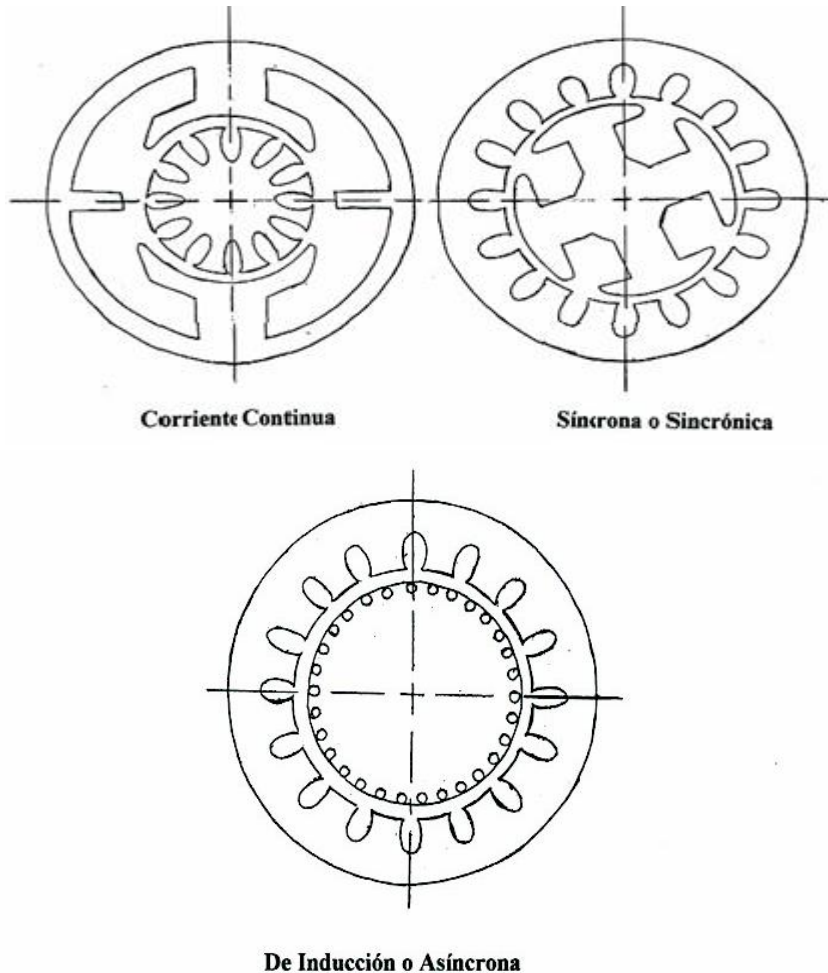 Corriente Continua
Síncrona o Sincrónica
De Inducción o Asíncrona